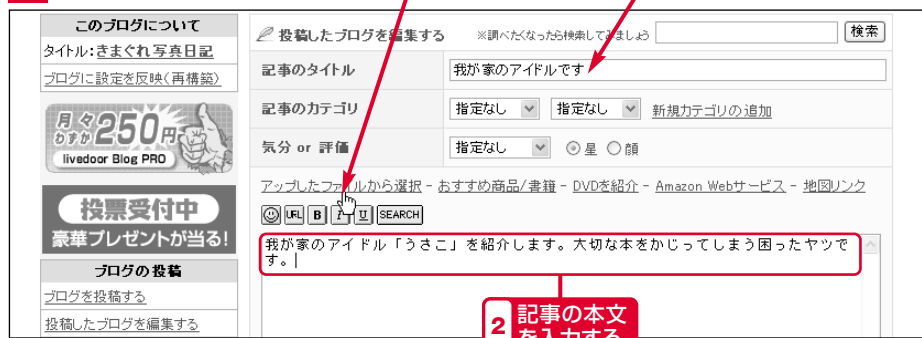 このブログについて
タイトル：きまぐれ写真日記
ブログに設定を反映（再構築）
月々わずか250円
livedoor Blog PRO
投票受付中
豪華プレゼントが当る！
ブログの投稿
ブログを投稿する
投稿したブログを編集する
投稿したブログを編集する ※調べたくなったら検索してみましょう 検索
記事のタイトル 我が家のアイドルです
記事のカテゴリ 指定なし 指定なし 新規カテゴリの追加
気分 or 評価 指定なし 星 顔
アップしたファイルから選択 - おすすめ商品/書籍 - DVDを紹介 - Amazon Webサービス - 地図リンク
URL B I U SEARCH
我が家のアイドル「うさこ」を紹介します。大切な本をかじってしまう困ったヤツで
す。
2 記事の本文
を入力する